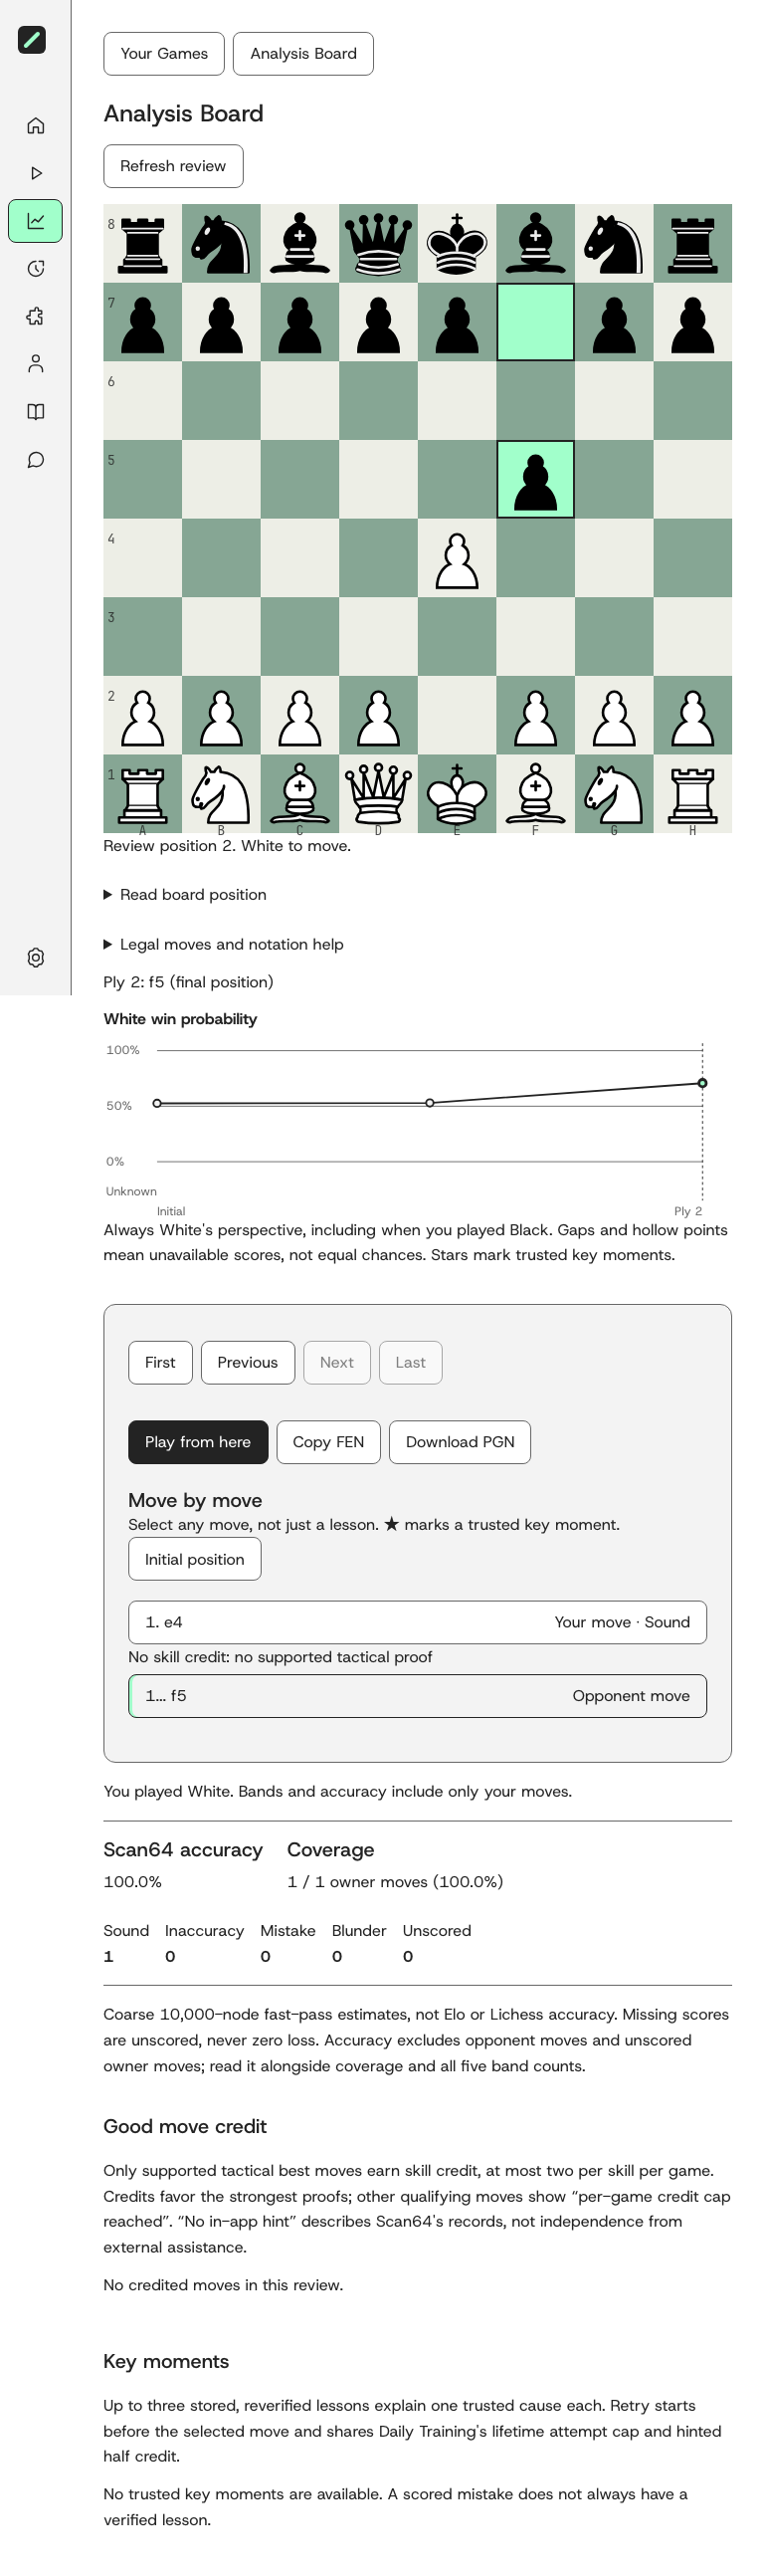 Your Games Analysis Board
Analysis Board
Refresh review
8
7
6
5
4
3
2
1
A B C D E F G H
Review position 2. White to move.
Read board position
Legal moves and notation help
Ply 2: f5 (final position)
White win probability
100%
50%
0%
Unknown
Initial Ply 2
Always White's perspective, including when you played Black. Gaps and hollow points
mean unavailable scores, not equal chances. Stars mark trusted key moments.
First Previous Next Last
Play from here Copy FEN Download PGN
Move by move
Select any move, not just a lesson. ★ marks a trusted key moment.
Initial position
1. e4 Your move · Sound
No skill credit: no supported tactical proof
1... f5 Opponent move
You played White. Bands and accuracy include only your moves.
Scan64 accuracy Coverage
100.0% 1 / 1 owner moves (100.0%)
Sound Inaccuracy Mistake Blunder Unscored
1 0 0 0 0
Coarse 10,000-node fast-pass estimates, not Elo or Lichess accuracy. Missing scores
are unscored, never zero loss. Accuracy excludes opponent moves and unscored
owner moves; read it alongside coverage and all five band counts.
Good move credit
Only supported tactical best moves earn skill credit, at most two per skill per game.
Credits favor the strongest proofs; other qualifying moves show “per-game credit cap
reached”. “No in-app hint” describes Scan64's records, not independence from
external assistance.
No credited moves in this review.
Key moments
Up to three stored, reverified lessons explain one trusted cause each. Retry starts
before the selected move and shares Daily Training's lifetime attempt cap and hinted
half credit.
No trusted key moments are available. A scored mistake does not always have a
verified lesson.